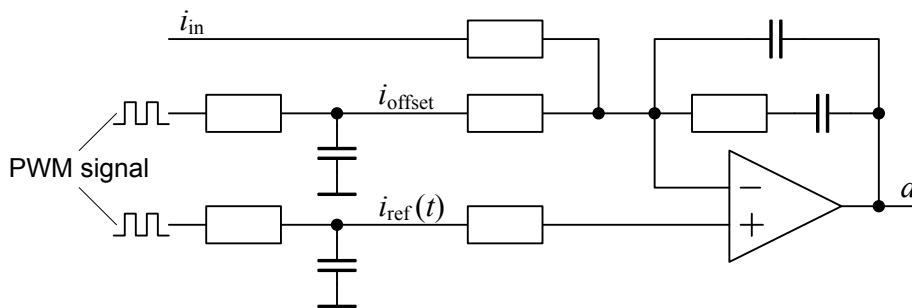 i_in
i_offset
PWM signal
i_ref(t)
−
+
d